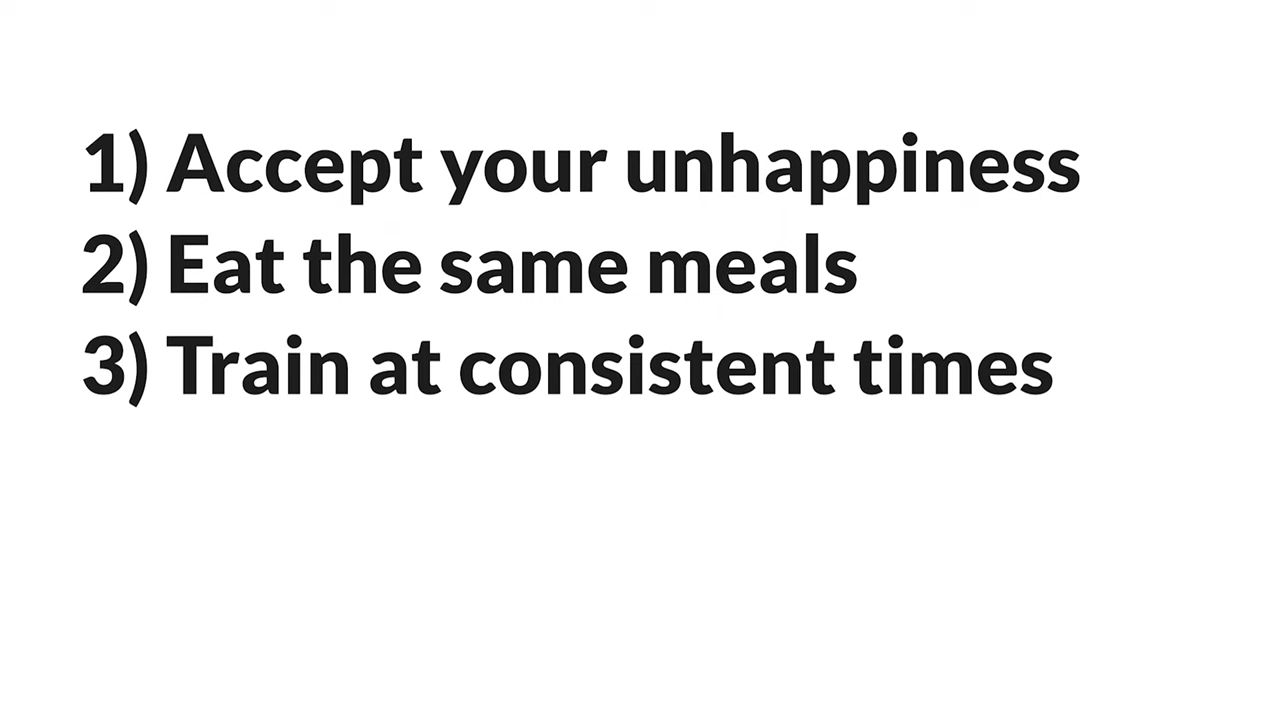 1) Accept your unhappiness
2) Eat the same meals
3) Train at consistent times